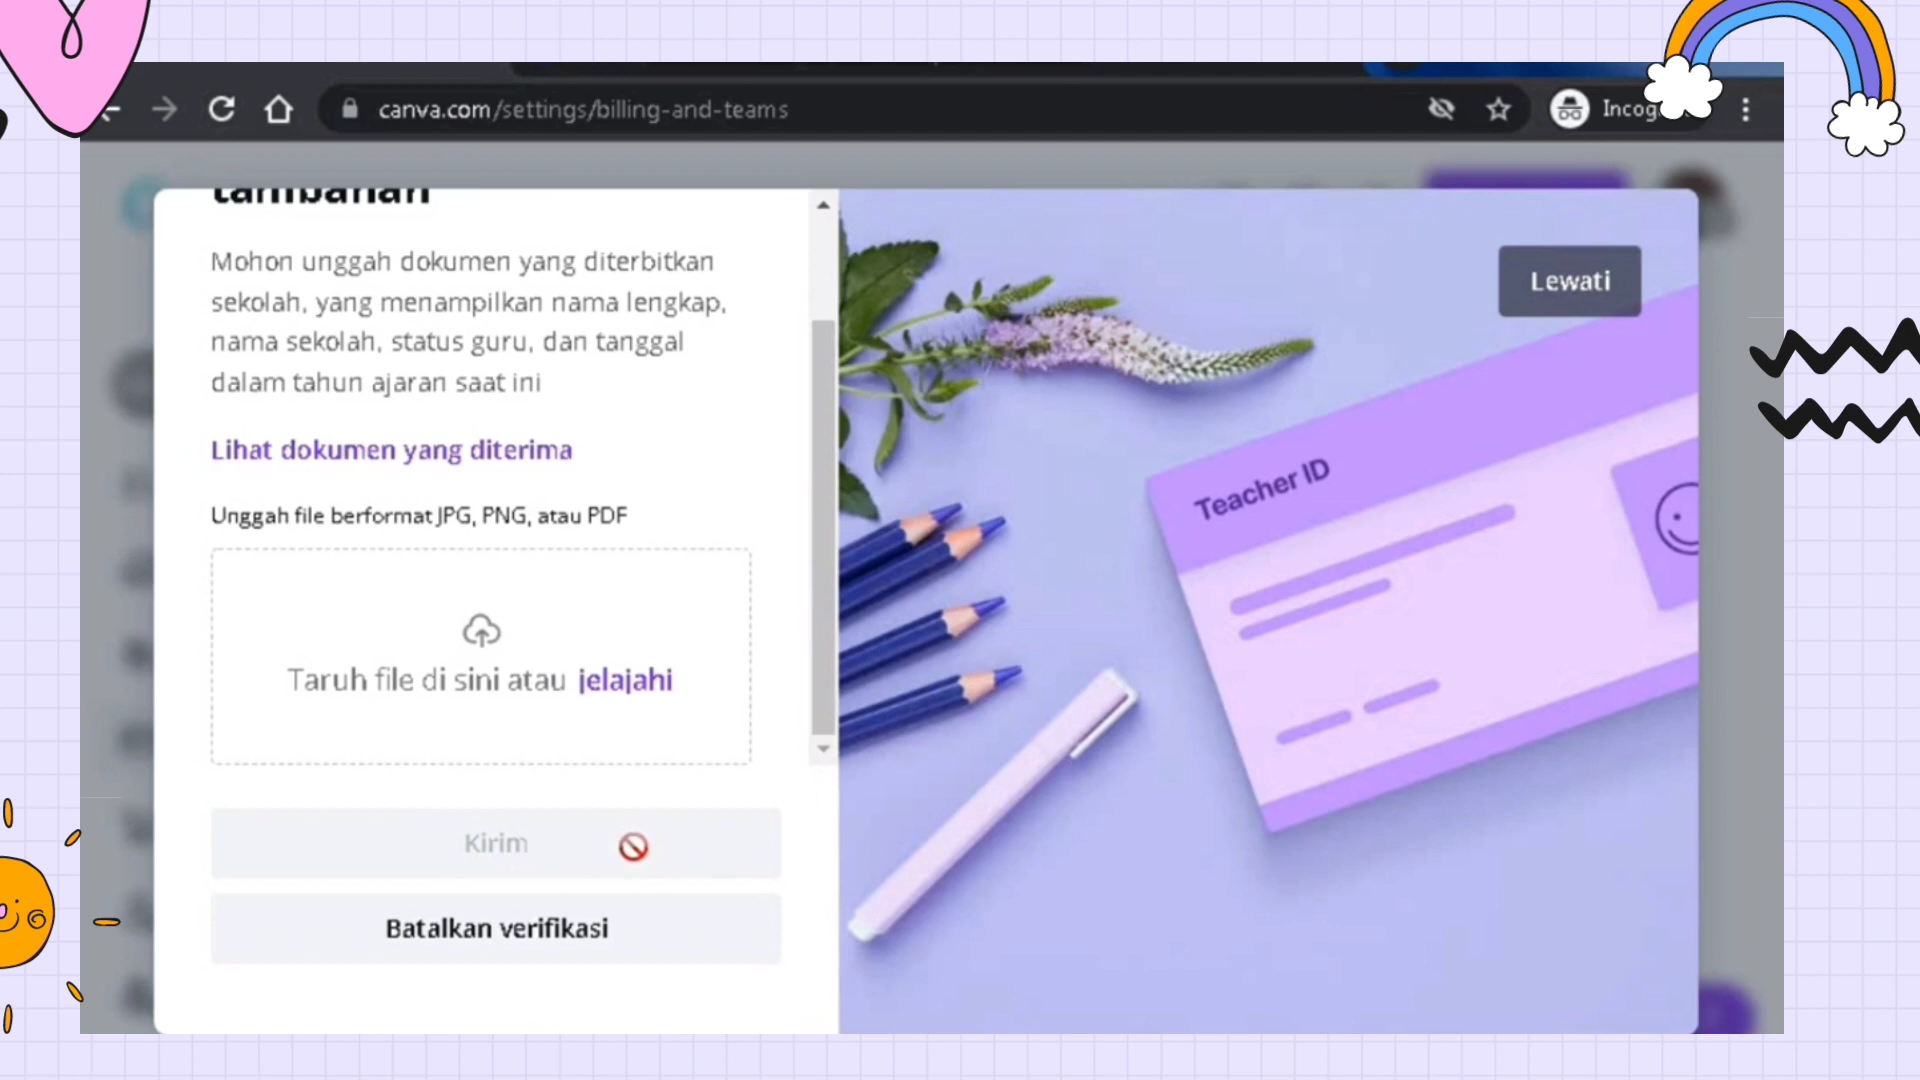 canva.com/settings/billing-and-teams
tambahan
Mohon unggah dokumen yang diterbitkan
sekolah, yang menampilkan nama lengkap,
nama sekolah, status guru, dan tanggal
dalam tahun ajaran saat ini
Lihat dokumen yang diterima
Unggah file berformat JPG, PNG, atau PDF
Taruh file di sini atau jelajahi
Kirim
Batalkan verifikasi
Lewati
Teacher ID